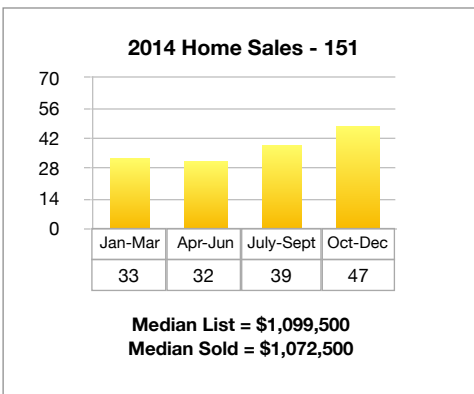 2014 Home Sales - 151
70
56
42
28
14
0
Jan-Mar Apr-Jun July-Sept Oct-Dec
33 32 39 47
Median List = $1,099,500
Median Sold = $1,072,500